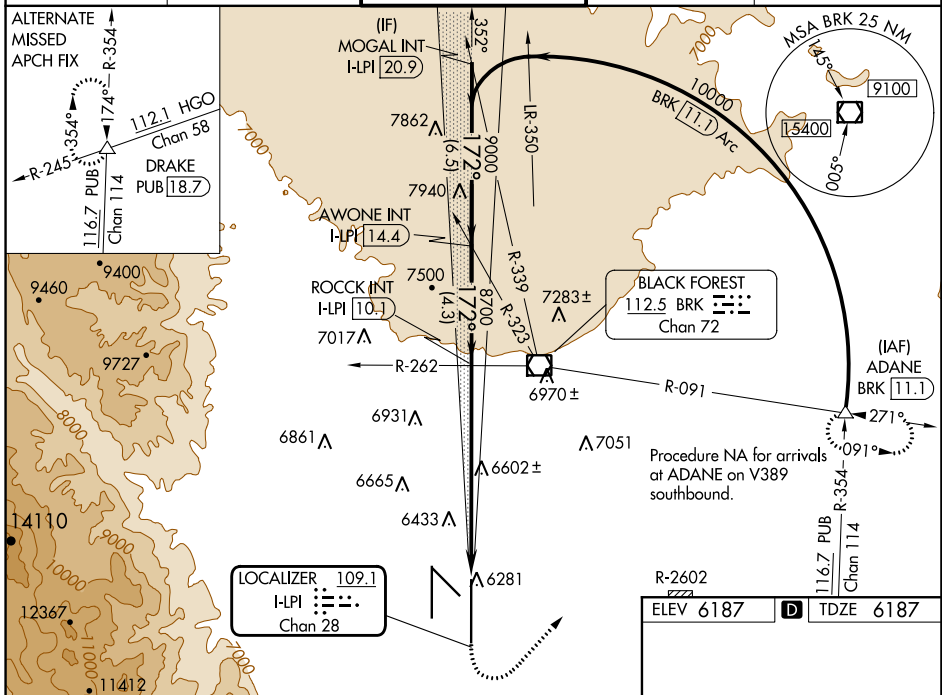 ALTERNATE
MISSED
APCH FIX
R-354
174°
354°
112.1 HGO
Chan 58
R-245
DRAKE
PUB 18.7
116.7 PUB
Chan 114
(IF)
MOGAL INT
I-LPI 20.9
352°
7000
LR-350
10000
BRK 11.1 Arc
MSA BRK 25 NM
145°
9100
15400
005°
7000
7862
(6.5)
172°
9000
7940
AWONE INT
I-LPI 14.4
R-339
R-323
7500
ROCCK INT
I-LPI 10.1
(4.3)
172°
8700
7283±
BLACK FOREST
112.5 BRK
Chan 72
7017
R-262
6970±
R-091
(IAF)
ADANE
BRK 11.1
271°
091°
9400
9460
9727
8000
6931
6861
7051
6602±
6665
6433
Procedure NA for arrivals
at ADANE on V389
southbound.
R-354
116.7 PUB
Chan 114
14110
9000
10000
12367
11000
11412
7000
LOCALIZER 109.1
I-LPI
Chan 28
6281
R-2602
ELEV 6187 D TDZE 6187